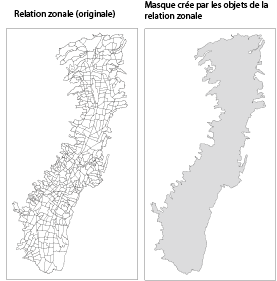 Relation zonale (originale)
Masque crée par les objets de la
relation zonale